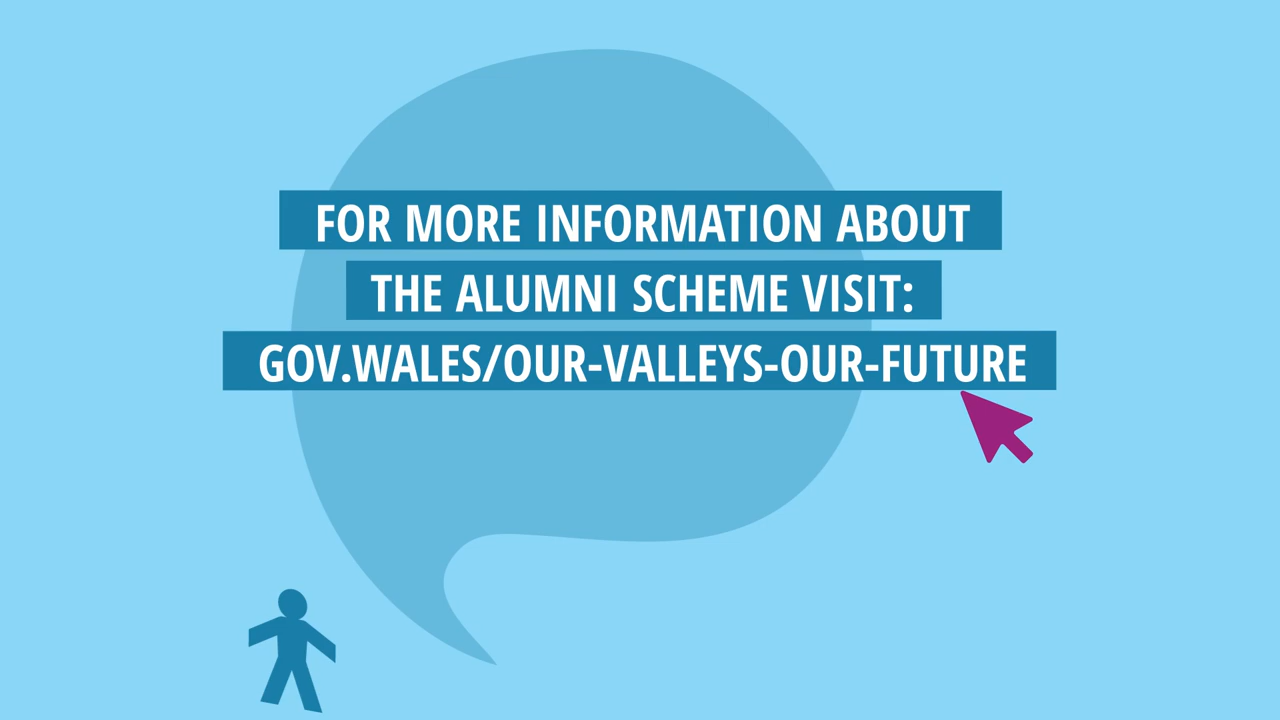 FOR MORE INFORMATION ABOUT
THE ALUMNI SCHEME VISIT:
GOV.WALES/OUR-VALLEYS-OUR-FUTURE